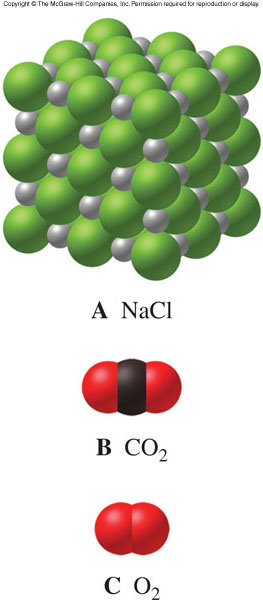 Copyright © The McGraw-Hill Companies, Inc. Permission required for reproduction or display.
A NaCl
B CO₂
C O₂